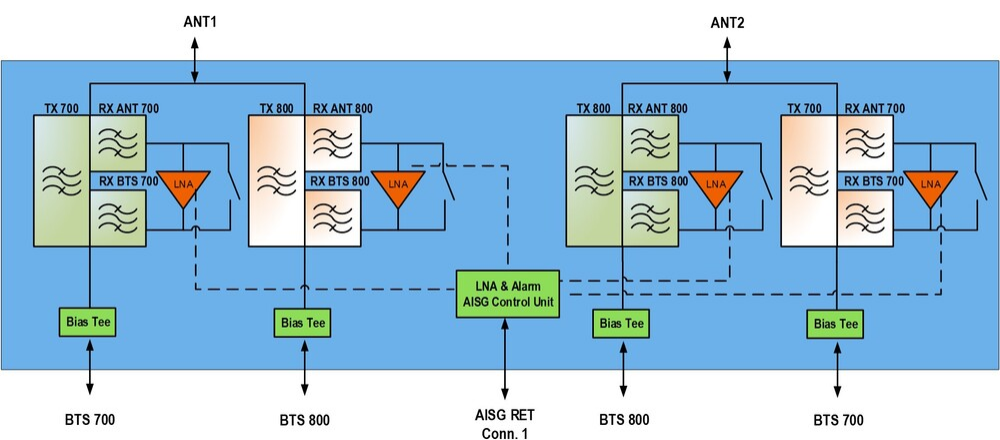 ANT1
ANT2
TX 700
RX ANT 700
TX 800
RX ANT 800
TX 800
RX ANT 800
TX 700
RX ANT 700
RX BTS 700
LNA
RX BTS 800
LNA
RX BTS 800
LNA
RX BTS 700
LNA
LNA & Alarm
AISG Control Unit
Bias Tee
Bias Tee
Bias Tee
Bias Tee
BTS 700
BTS 800
AISG RET
Conn. 1
BTS 800
BTS 700